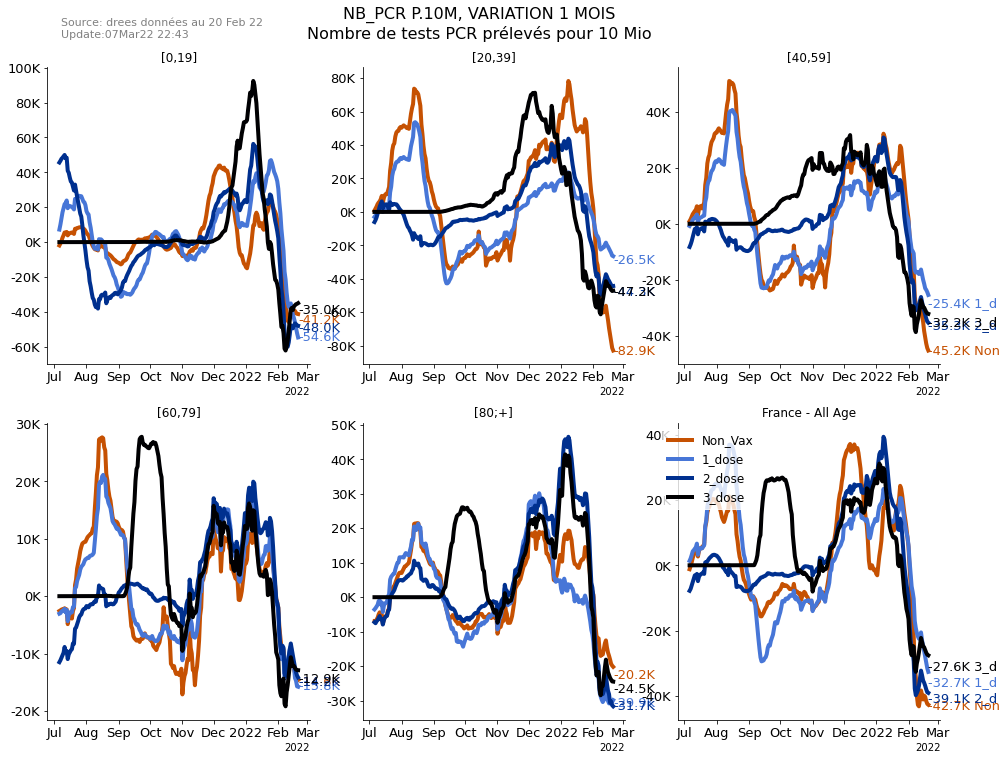 NB_PCR P.10M, VARIATION 1 MOIS
Nombre de tests PCR prélevés pour 10 Mio
Source: drees données au 20 Feb 22
Update:07Mar22 22:43
[0,19]
100K
80K
60K
40K
20K
0K
-20K
-40K
-60K
-35.0K
-41.2K
-48.0K
-54.6K
Jul Aug Sep Oct Nov Dec 2022 Feb Mar
2022
[20,39]
80K
60K
40K
20K
0K
-20K
-40K
-60K
-80K
-26.5K
-82.9K
Jul Aug Sep Oct Nov Dec 2022 Feb Mar
2022
[40,59]
40K
20K
0K
-20K
-40K
-25.4K 1_d
-32.2K 3_d
-45.2K Non
Jul Aug Sep Oct Nov Dec 2022 Feb Mar
2022
[60,79]
30K
20K
10K
0K
-10K
-20K
-12.9K
Jul Aug Sep Oct Nov Dec 2022 Feb Mar
2022
[80;+]
50K
40K
30K
20K
10K
0K
-10K
-20K
-30K
-20.2K
-24.5K
-31.7K
Jul Aug Sep Oct Nov Dec 2022 Feb Mar
2022
France - All Age
Non_Vax
1_dose
2_dose
3_dose
40K
20K
0K
-20K
-40K
-27.6K 3_d
-32.7K 1_d
-39.1K 2_d
-42.7K Non
Jul Aug Sep Oct Nov Dec 2022 Feb Mar
2022